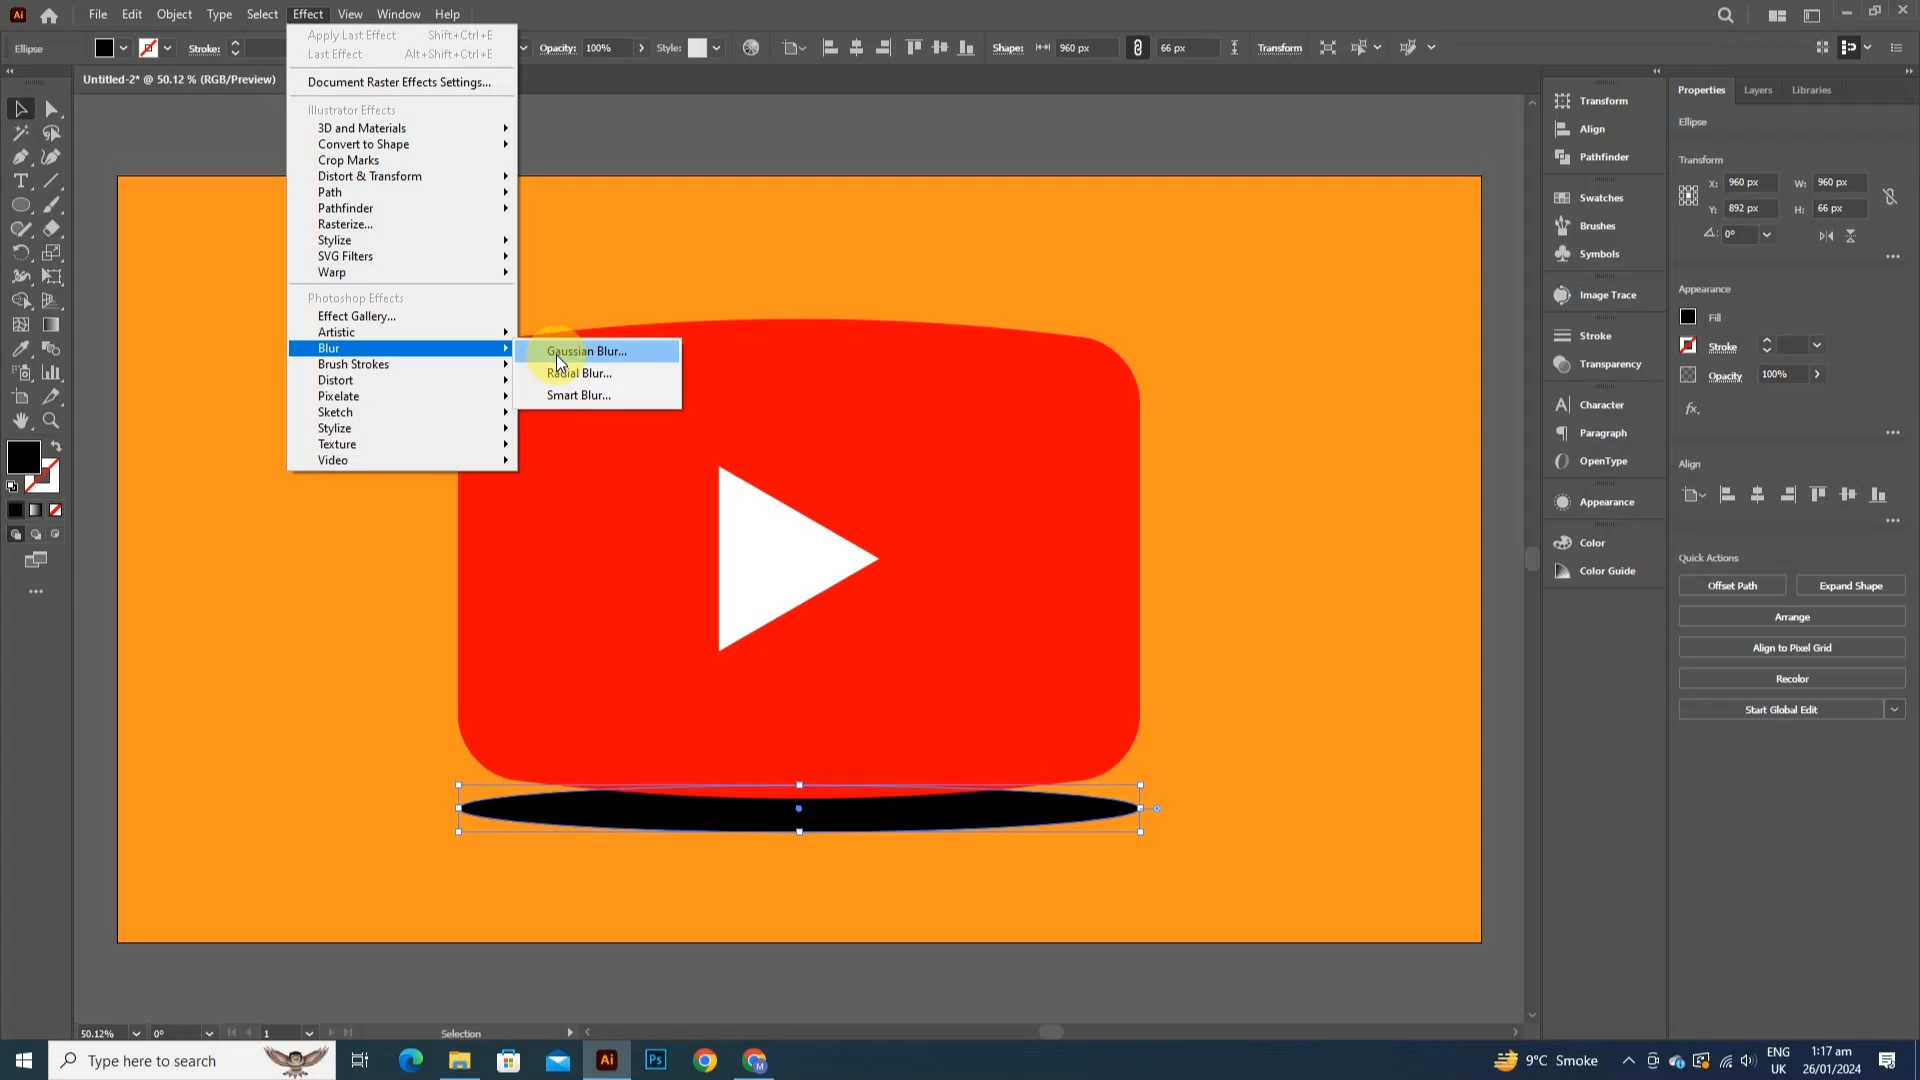 Ai File Edit Object Type Select Effect View Window Help
Ellipse Stroke: Opacity: 100% Style: Shape: 960 px 66 px Transform
Untitled-2* @ 50.12 % (RGB/Preview)
Apply Last Effect Shift+Ctrl+E
Last Effect Alt+Shift+Ctrl+E
Document Raster Effects Settings...
Illustrator Effects
3D and Materials
Convert to Shape
Crop Marks
Distort & Transform
Path
Pathfinder
Rasterize...
Stylize
SVG Filters
Warp
Photoshop Effects
Effect Gallery...
Artistic
Blur
Brush Strokes
Distort
Pixelate
Sketch
Stylize
Texture
Video
Gaussian Blur...
Radial Blur...
Smart Blur...
Transform
Align
Pathfinder
Swatches
Brushes
Symbols
Image Trace
Stroke
Transparency
Character
Paragraph
OpenType
Appearance
Color
Color Guide
Properties Layers Libraries
Ellipse
Transform
X: 960 px W: 960 px
Y: 892 px H: 66 px
0°
Appearance
Fill
Stroke
Opacity 100%
fx.
Align
Quick Actions
Offset Path Expand Shape
Arrange
Align to Pixel Grid
Recolor
Start Global Edit
50.12% 0° 1 Selection
Type here to search Ai Ps M 9°C Smoke ENG 1:17 am
UK 26/01/2024